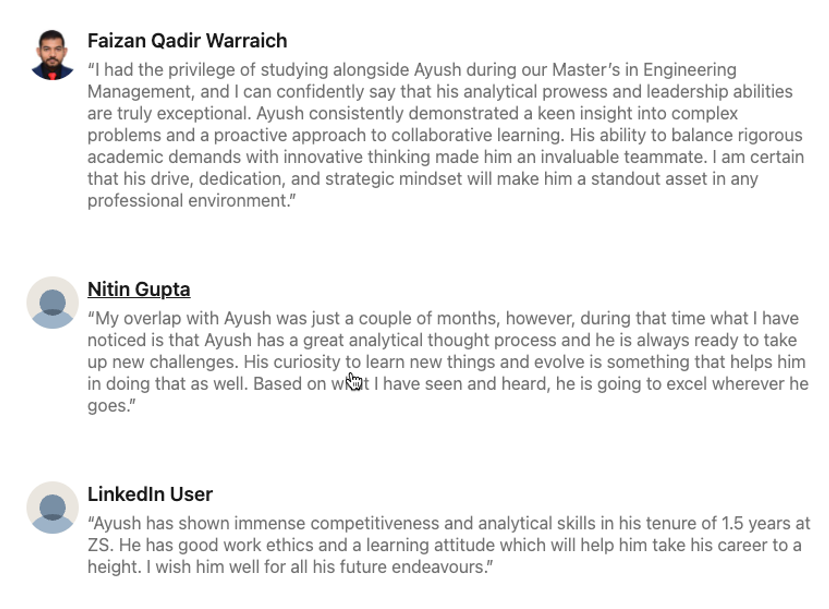 Faizan Qadir Warraich
“I had the privilege of studying alongside Ayush during our Master’s in Engineering
Management, and I can confidently say that his analytical prowess and leadership abilities
are truly exceptional. Ayush consistently demonstrated a keen insight into complex
problems and a proactive approach to collaborative learning. His ability to balance rigorous
academic demands with innovative thinking made him an invaluable teammate. I am certain
that his drive, dedication, and strategic mindset will make him a standout asset in any
professional environment.”
Nitin Gupta
“My overlap with Ayush was just a couple of months, however, during that time what I have
noticed is that Ayush has a great analytical thought process and he is always ready to take
up new challenges. His curiosity to learn new things and evolve is something that helps him
in doing that as well. Based on what I have seen and heard, he is going to excel wherever he
goes.”
LinkedIn User
“Ayush has shown immense competitiveness and analytical skills in his tenure of 1.5 years at
ZS. He has good work ethics and a learning attitude which will help him take his career to a
height. I wish him well for all his future endeavours.”